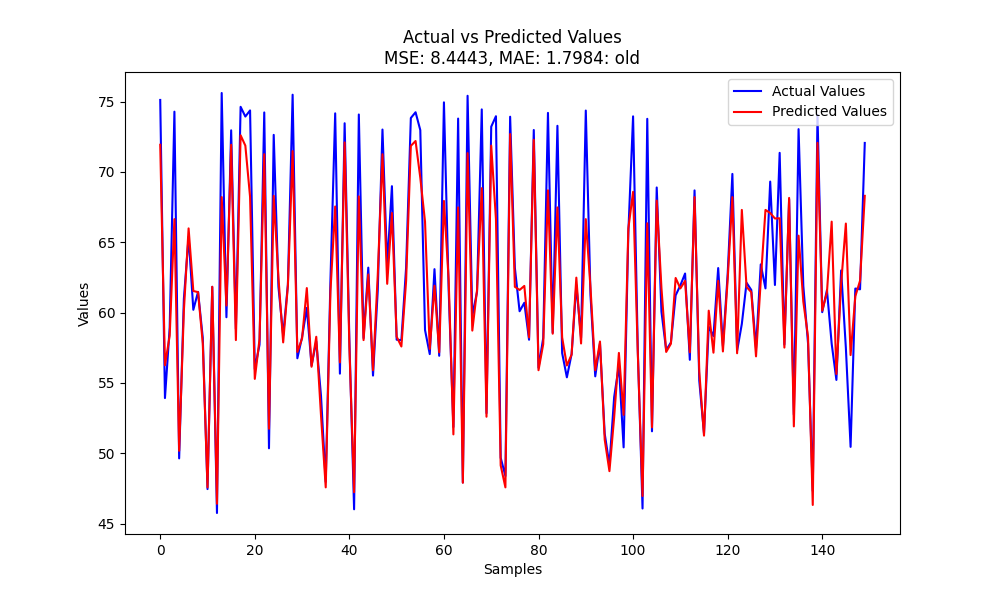 Actual vs Predicted Values
MSE: 8.4443, MAE: 1.7984: old
Actual Values
Predicted Values
75
70
65
60
55
50
45
Values
0 20 40 60 80 100 120 140
Samples